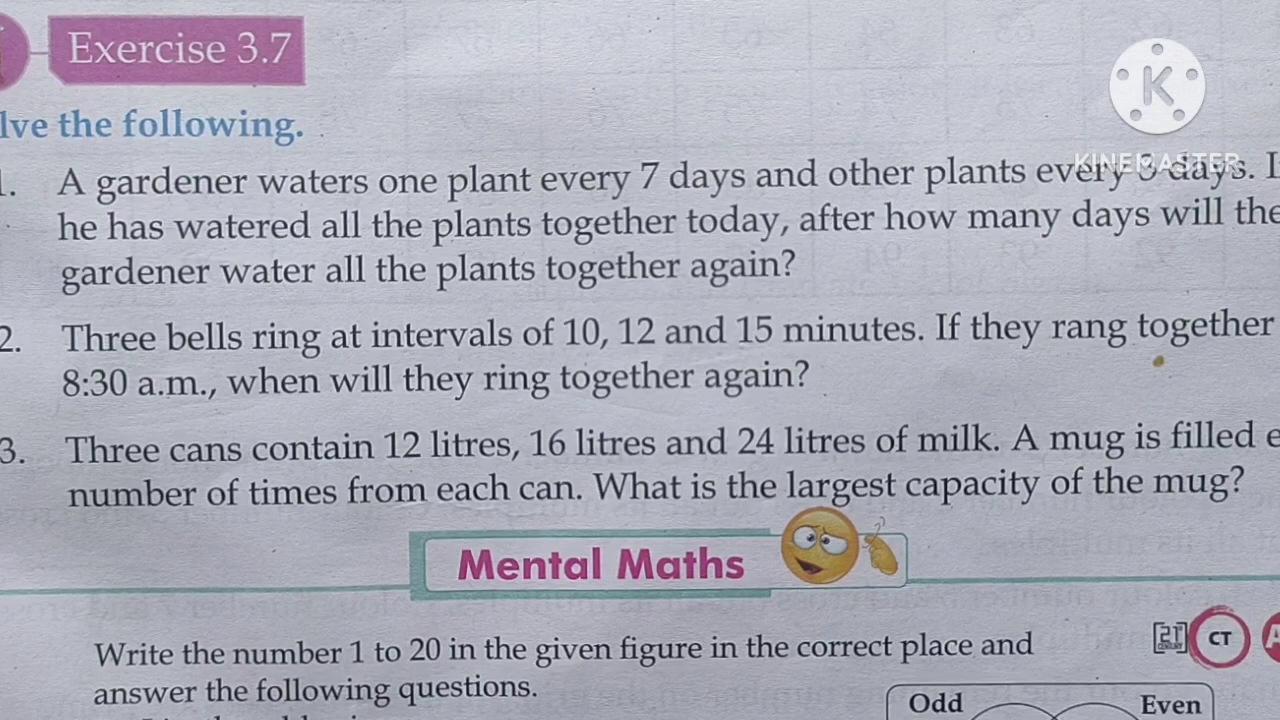 Exercise 3.7
K
KINEMASTER
lve the following.
1. A gardener waters one plant every 7 days and other plants every days. I
he has watered all the plants together today, after how many days will the
gardener water all the plants together again?
2. Three bells ring at intervals of 10, 12 and 15 minutes. If they rang together
8:30 a.m., when will they ring together again?
3. Three cans contain 12 litres, 16 litres and 24 litres of milk. A mug is filled e
number of times from each can. What is the largest capacity of the mug?
Mental Maths
Write the number 1 to 20 in the given figure in the correct place and
21 CENTURY CT A
answer the following questions.
Odd Even